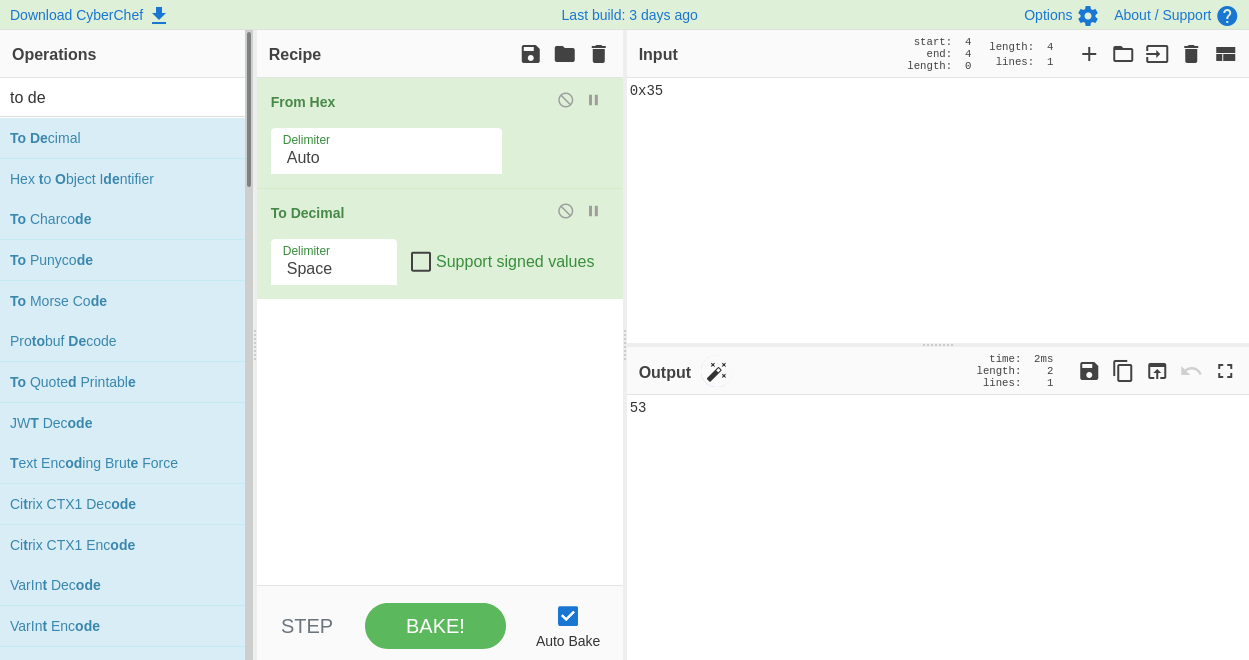 Download CyberChef
Last build: 3 days ago
Options
About / Support
Operations
to de
To Decimal
Hex to Object Identifier
To Charcode
To Punycode
To Morse Code
Protobuf Decode
To Quoted Printable
JWT Decode
Text Encoding Brute Force
Citrix CTX1 Decode
Citrix CTX1 Encode
VarInt Decode
VarInt Encode
Recipe
From Hex
Delimiter
Auto
To Decimal
Delimiter
Space
Support signed values
STEP
BAKE!
Auto Bake
Input
start: 4
end: 4
length: 0
length: 4
lines: 1
0x35
Output
time: 2ms
length: 2
lines: 1
53